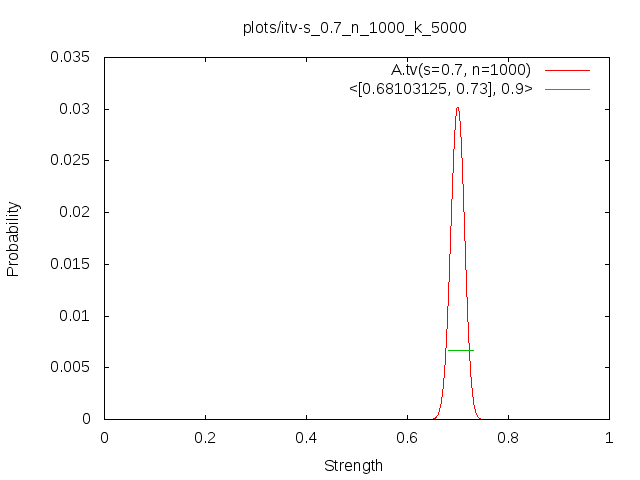 plots/itv-s_0.7_n_1000_k_5000
0.035
A.tv(s=0.7, n=1000)
<[0.68103125, 0.73], 0.9>
0.03
0.025
0.02
0.015
0.01
0.005
0
Probability
0 0.2 0.4 0.6 0.8 1
Strength